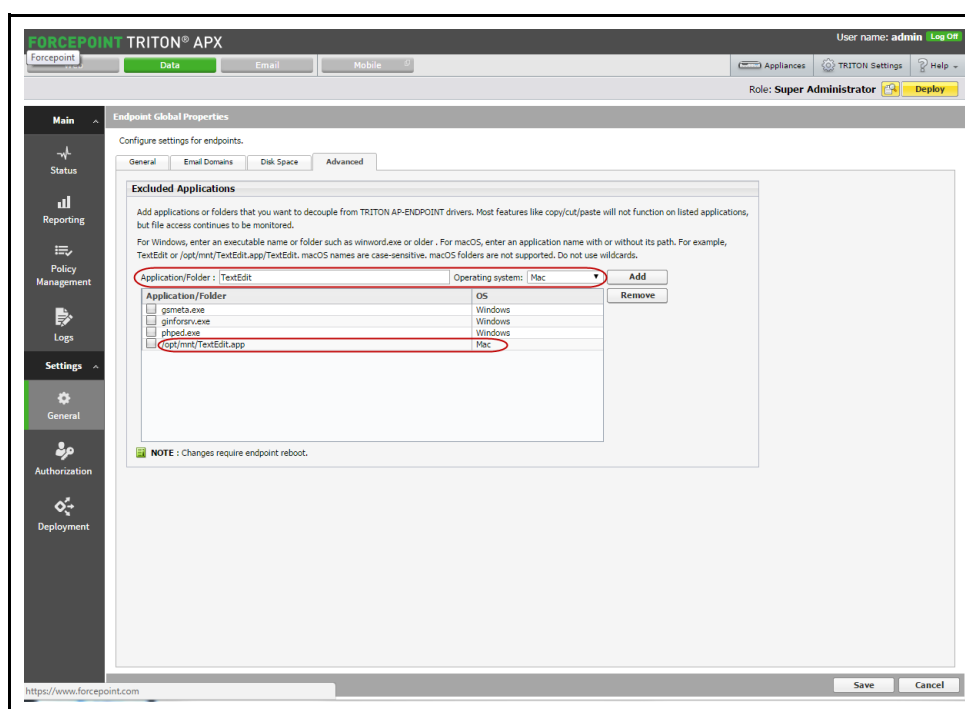 FORCEPOINT TRITON® APX
User name: admin Log Off
Forcepoint
Data Email Mobile
Appliances TRITON Settings Help
Role: Super Administrator Deploy
Main
Endpoint Global Properties
Configure settings for endpoints.
General Email Domains Disk Space Advanced
Status
Excluded Applications
Add applications or folders that you want to decouple from TRITON AP-ENDPOINT drivers. Most features like copy/cut/paste will not function on listed applications,
but file access continues to be monitored.
Reporting
For Windows, enter an executable name or folder such as winword.exe or older . For macOS, enter an application name with or without its path. For example,
TextEdit or /opt/mnt/TextEdit.app/TextEdit. macOS names are case-sensitive. macOS folders are not supported. Do not use wildcards.
Policy
Management
Application/Folder : TextEdit Operating system: Mac Add
Application/Folder OS Remove
gsmeta.exe Windows
ginforsrv.exe Windows
phped.exe Windows
/opt/mnt/TextEdit.app Mac
Logs
Settings
General
NOTE : Changes require endpoint reboot.
Authorization
Deployment
https://www.forcepoint.com
Save Cancel